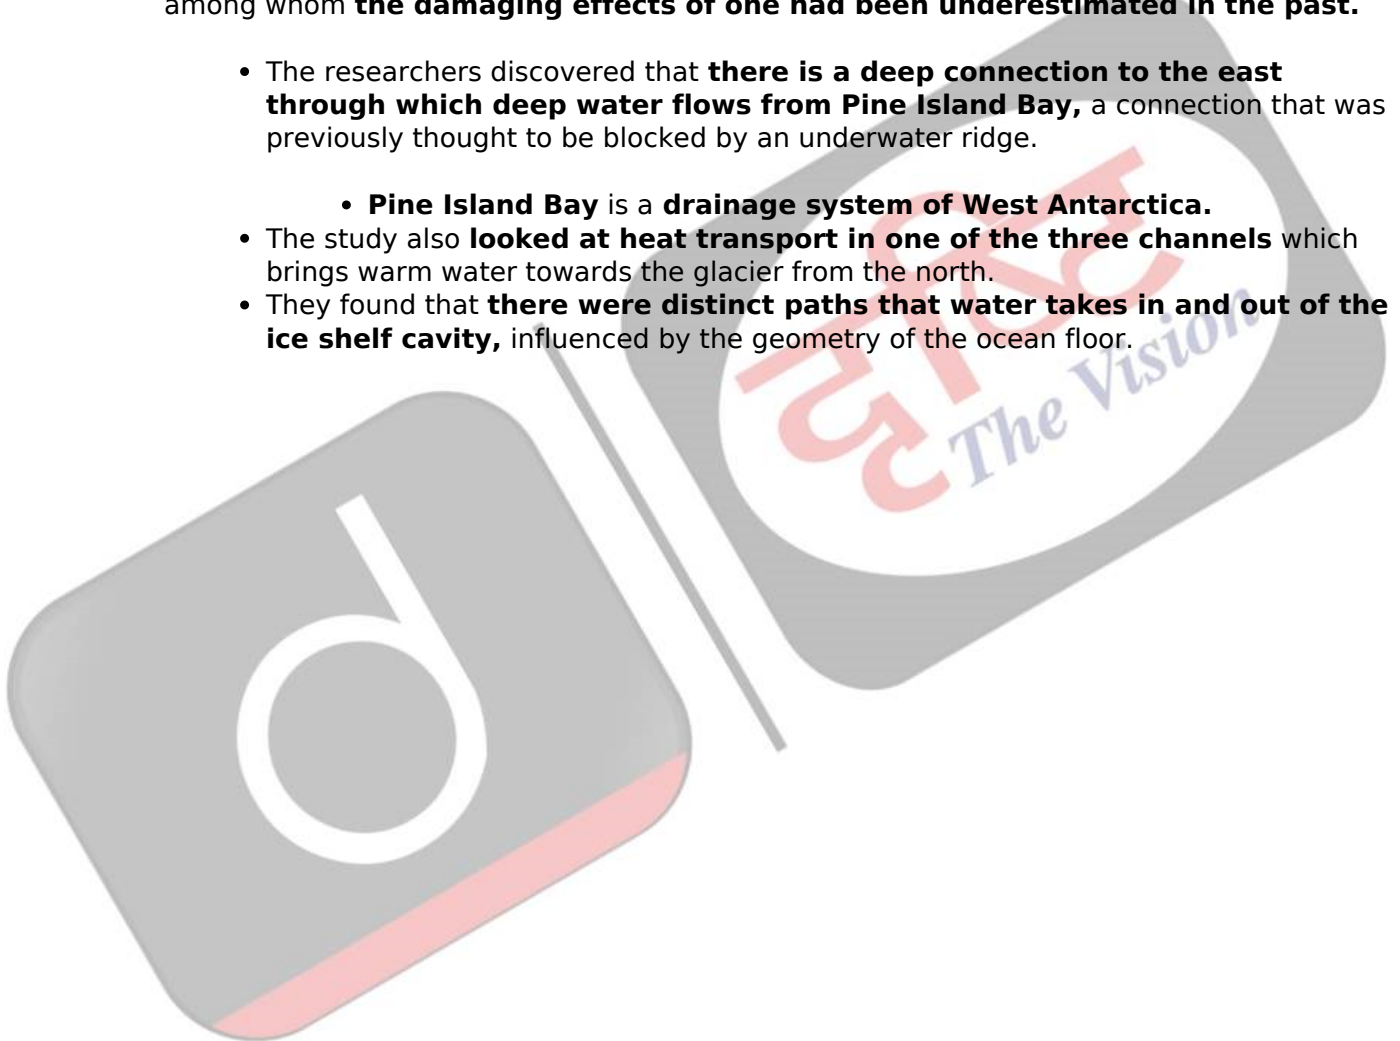 among whom the damaging effects of one had been underestimated in the past.
• The researchers discovered that there is a deep connection to the east
through which deep water flows from Pine Island Bay, a connection that was
previously thought to be blocked by an underwater ridge.
• Pine Island Bay is a drainage system of West Antarctica.
• The study also looked at heat transport in one of the three channels which
brings warm water towards the glacier from the north.
• They found that there were distinct paths that water takes in and out of the
ice shelf cavity, influenced by the geometry of the ocean floor.
दृष्टि
The Vision
d